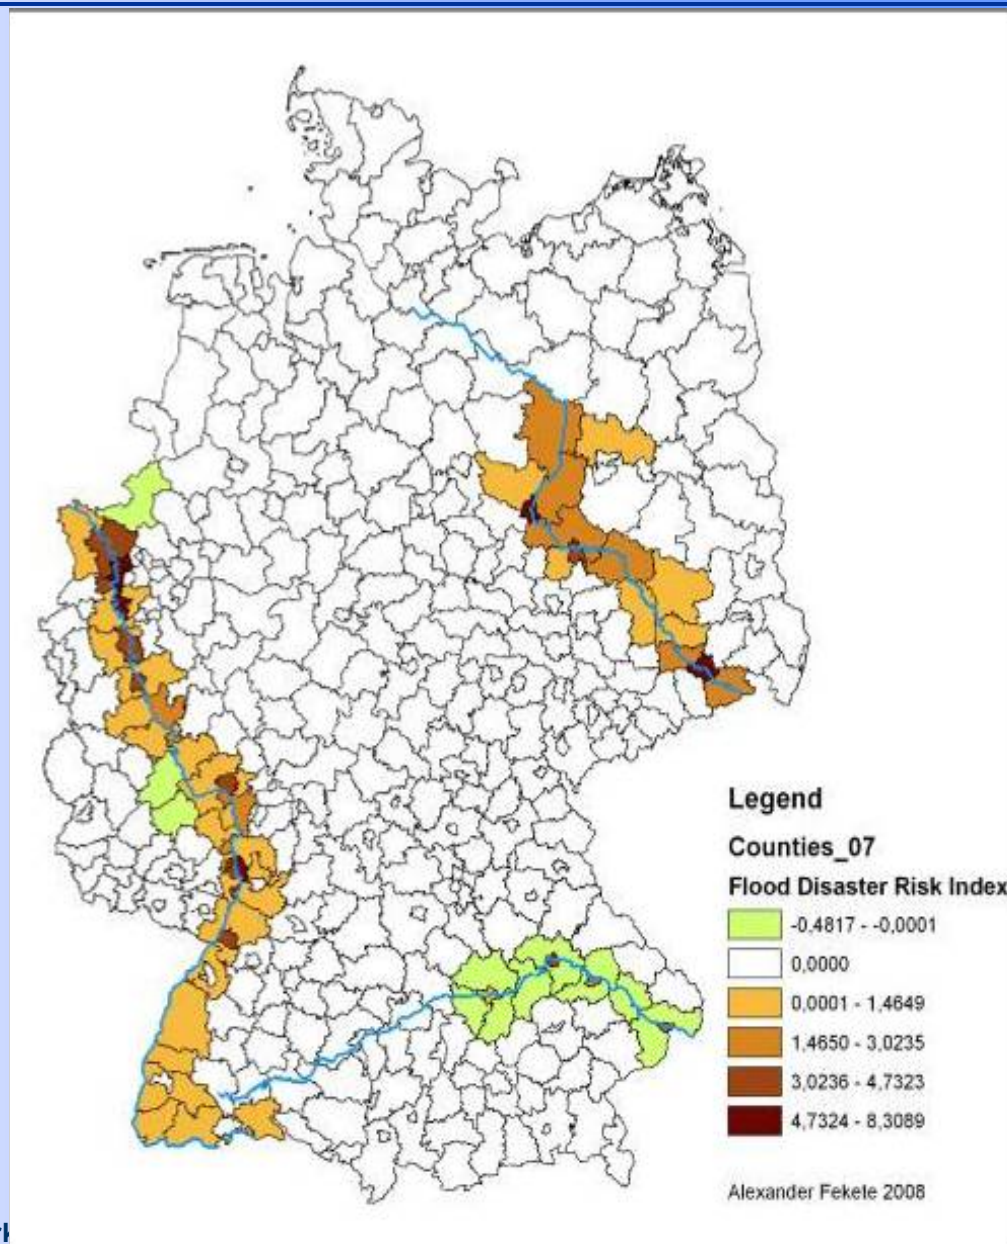 Legend
Counties_07
Flood Disaster Risk Index
-0,4817 - -0,0001
0,0000
0,0001 - 1,4649
1,4650 - 3,0235
3,0236 - 4,7323
4,7324 - 8,3089
Alexander Fekete 2008